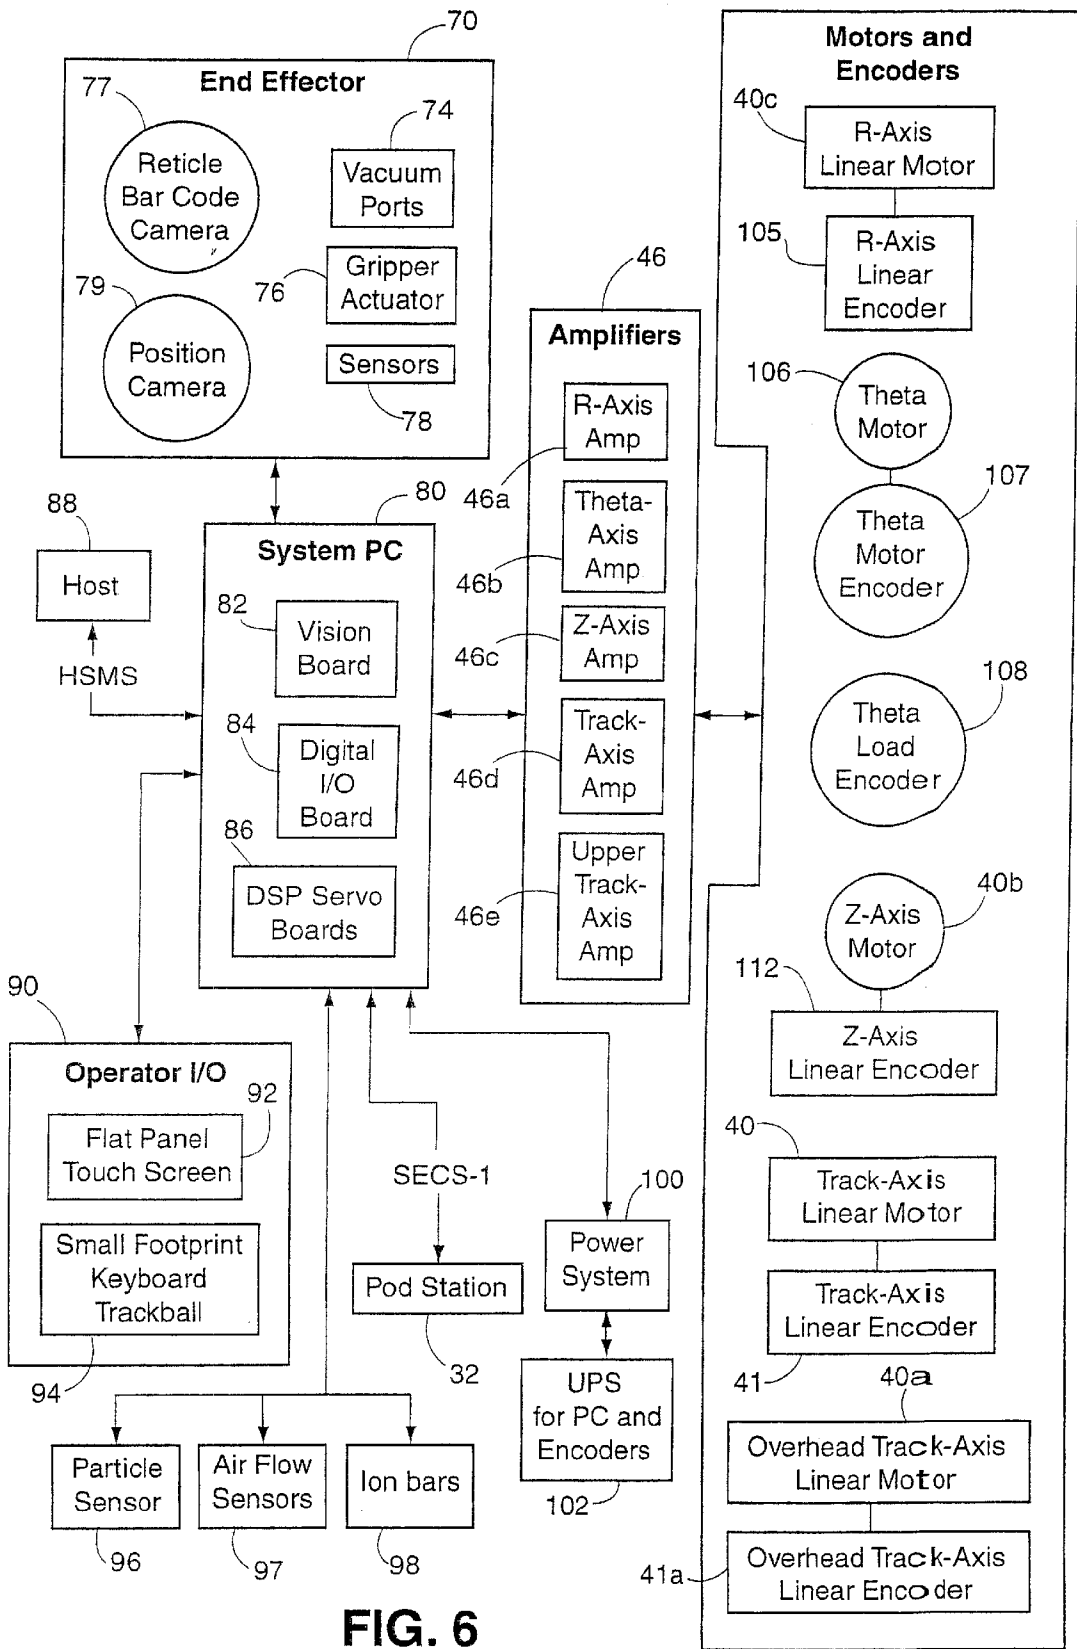 70
End Effector
77
Reticle
Bar Code
Camera
74
Vacuum
Ports
76
Gripper
Actuator
79
Position
Camera
Sensors
78
88
Host
HSMS
80
System PC
82
Vision
Board
84
Digital
I/O
Board
86
DSP Servo
Boards
46
Amplifiers
R-Axis
Amp
46a
Theta-
Axis
Amp
46b
Z-Axis
Amp
46c
Track-
Axis
Amp
46d
Upper
Track-
Axis
Amp
46e
Motors and
Encoders
40c
R-Axis
Linear Motor
105
R-Axis
Linear
Encoder
106
Theta
Motor
107
Theta
Motor
Encoder
108
Theta
Load
Encoder
40b
Z-Axis
Motor
112
Z-Axis
Linear Encoder
40
Track-Axis
Linear Motor
Track-Axis
Linear Encoder
41
40a
Overhead Track-Axis
Linear Motor
41a
Overhead Track-Axis
Linear Encoder
90
Operator I/O
92
Flat Panel
Touch Screen
Small Footprint
Keyboard
Trackball
94
SECS-1
Pod Station
32
100
Power
System
UPS
for PC and
Encoders
102
Particle
Sensor
96
Air Flow
Sensors
97
Ion bars
98
FIG. 6